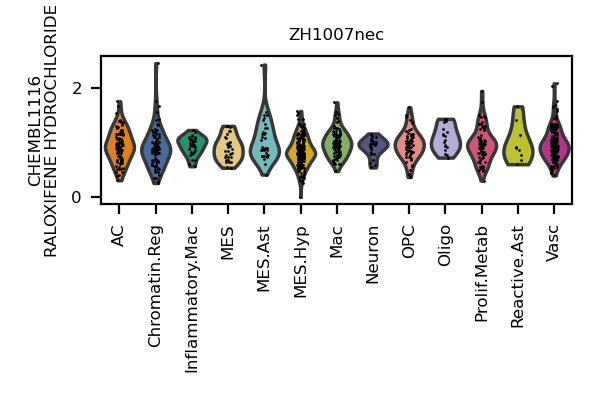 ZH1007nec
CHEMBL1116
RALOXIFENE HYDROCHLORIDE
2
0
AC
Chromatin.Reg
Inflammatory.Mac
MES
MES.Ast
MES.Hyp
Mac
Neuron
OPC
Oligo
Prolif.Metab
Reactive.Ast
Vasc